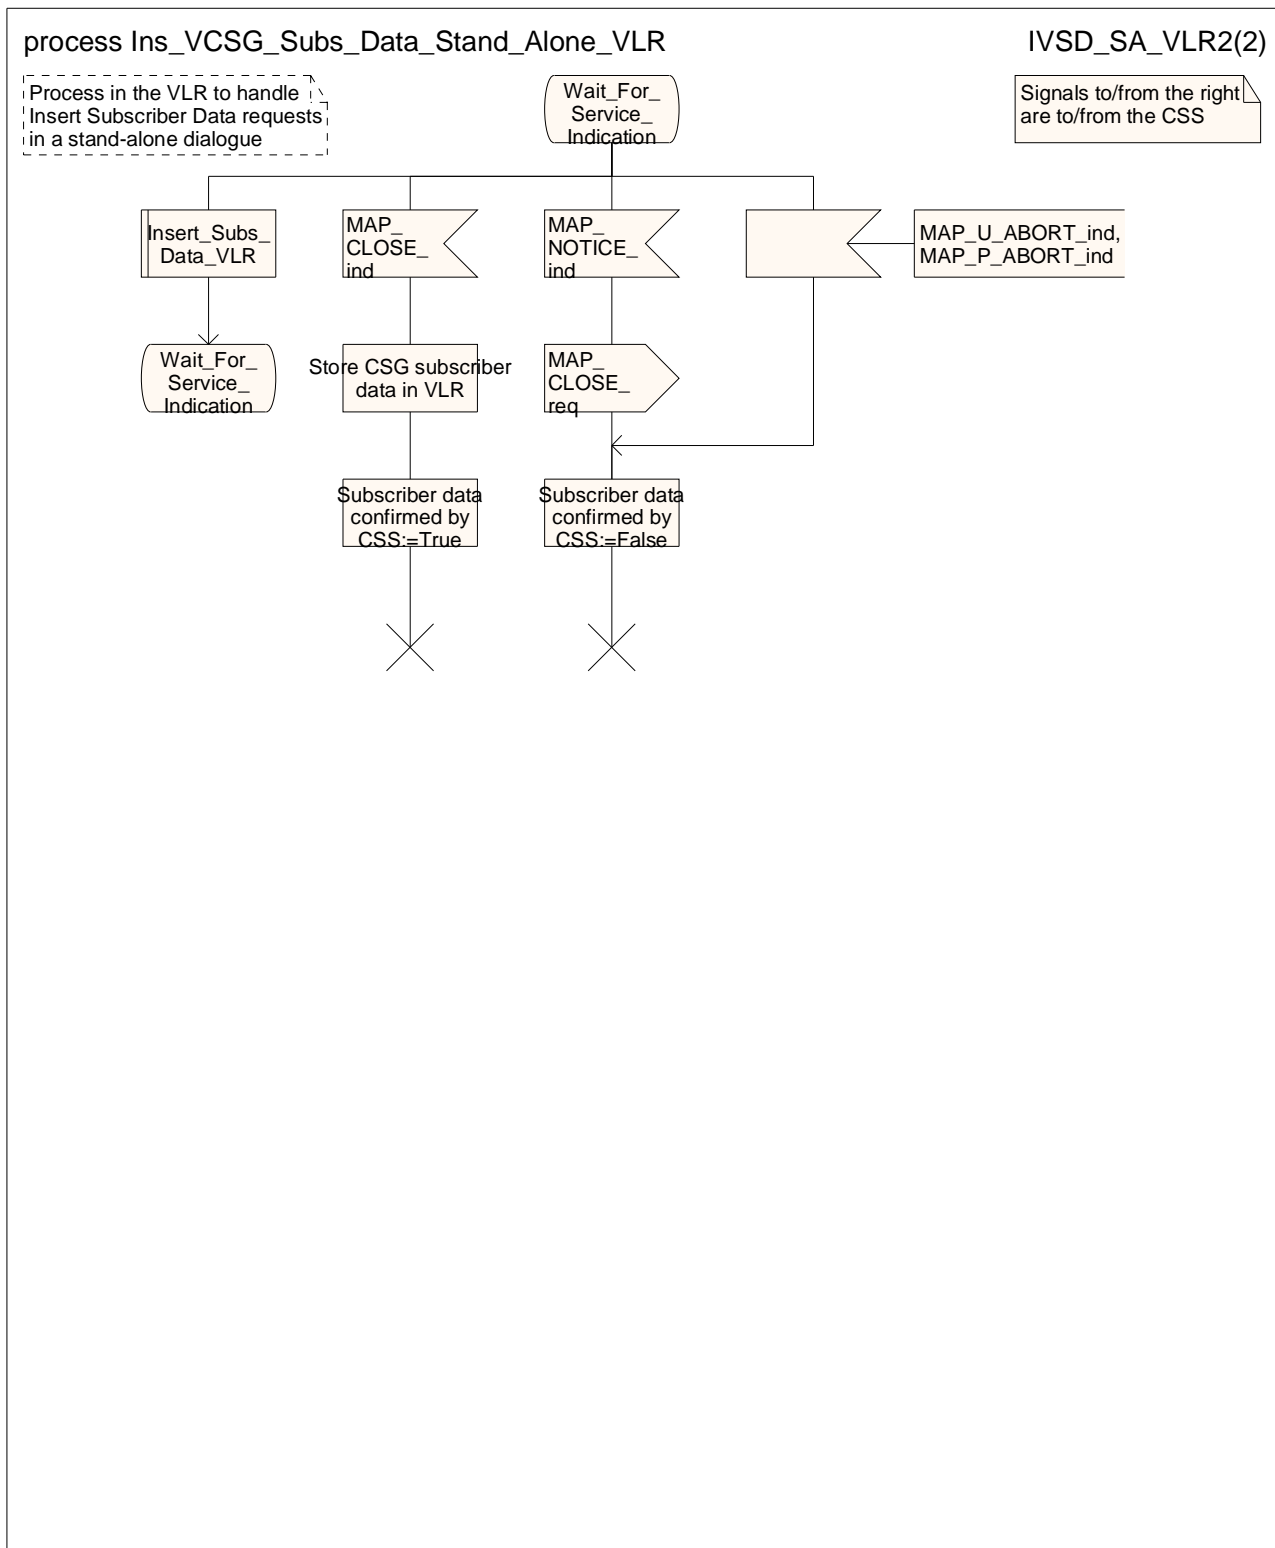 process Ins_VCSG_Subs_Data_Stand_Alone_VLR
IVSD_SA_VLR2(2)
Process in the VLR to handle
Insert Subscriber Data requests
in a stand-alone dialogue
Wait_For_
Service_
Indication
Signals to/from the right
are to/from the CSS
Insert_Subs_
Data_VLR
MAP_
CLOSE_
ind
MAP_
NOTICE_
ind
MAP_U_ABORT_ind,
MAP_P_ABORT_ind
Wait_For_
Service_
Indication
Store CSG subscriber
data in VLR
MAP_
CLOSE_
req
Subscriber data
confirmed by
CSS:=True
Subscriber data
confirmed by
CSS:=False